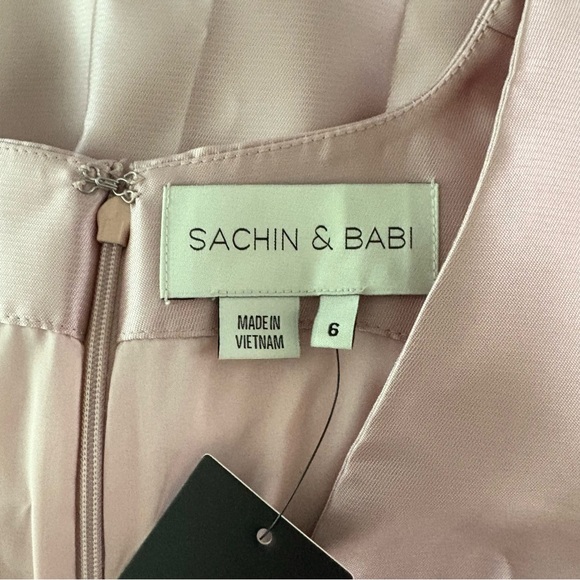 SACHIN & BABI
MADE IN
VIETNAM
6